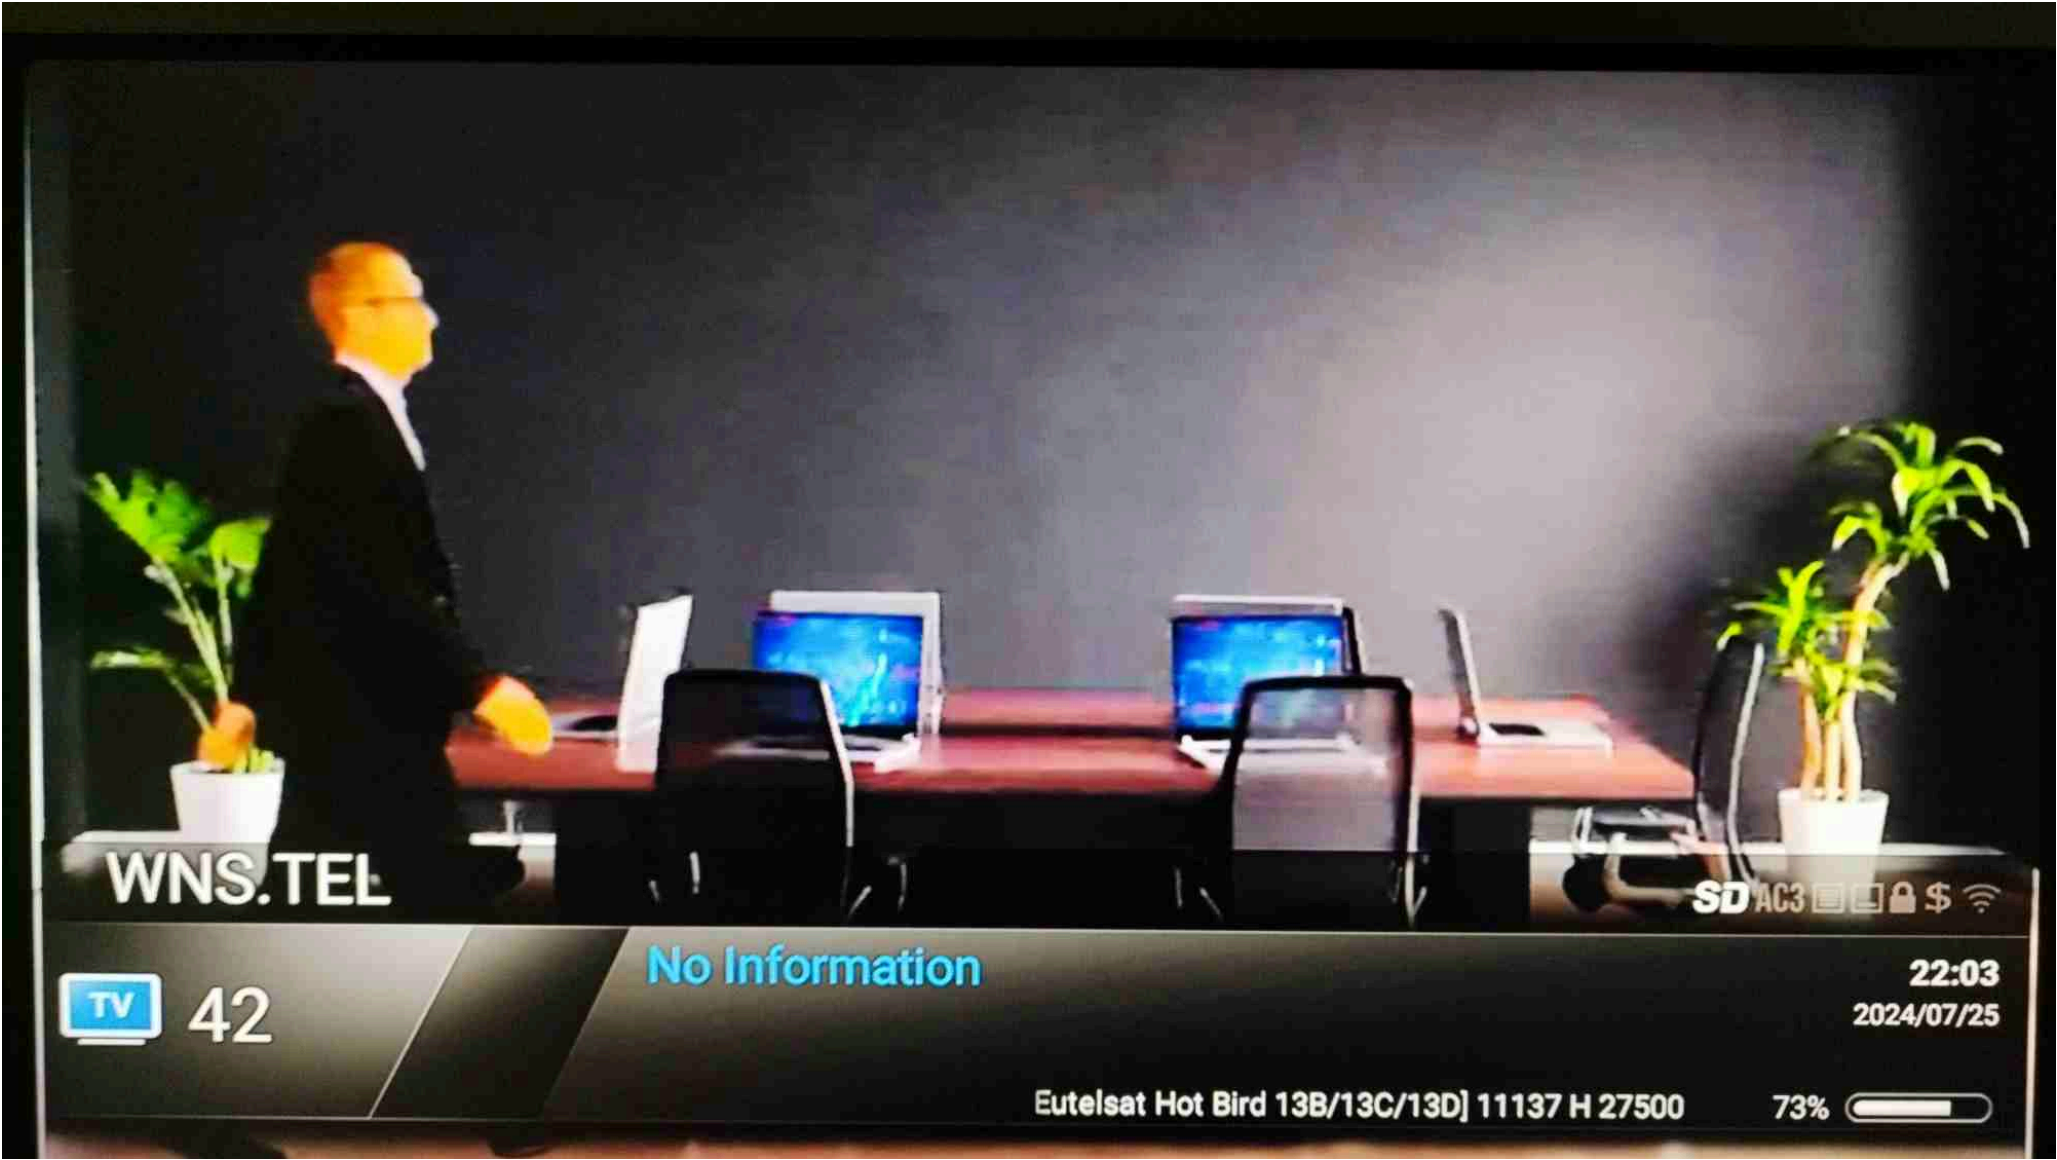 WNS.TEL
SD AC3 $
TV 42
No Information
22:03
2024/07/25
Eutelsat Hot Bird 13B/13C/13D] 11137 H 27500 73%